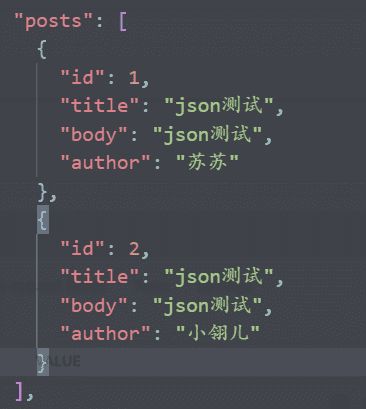 "posts": [
{
"id": 1,
"title": "json测试",
"body": "json测试",
"author": "苏苏"
},
{
"id": 2,
"title": "json测试",
"body": "json测试",
"author": "小翎儿"
}
],